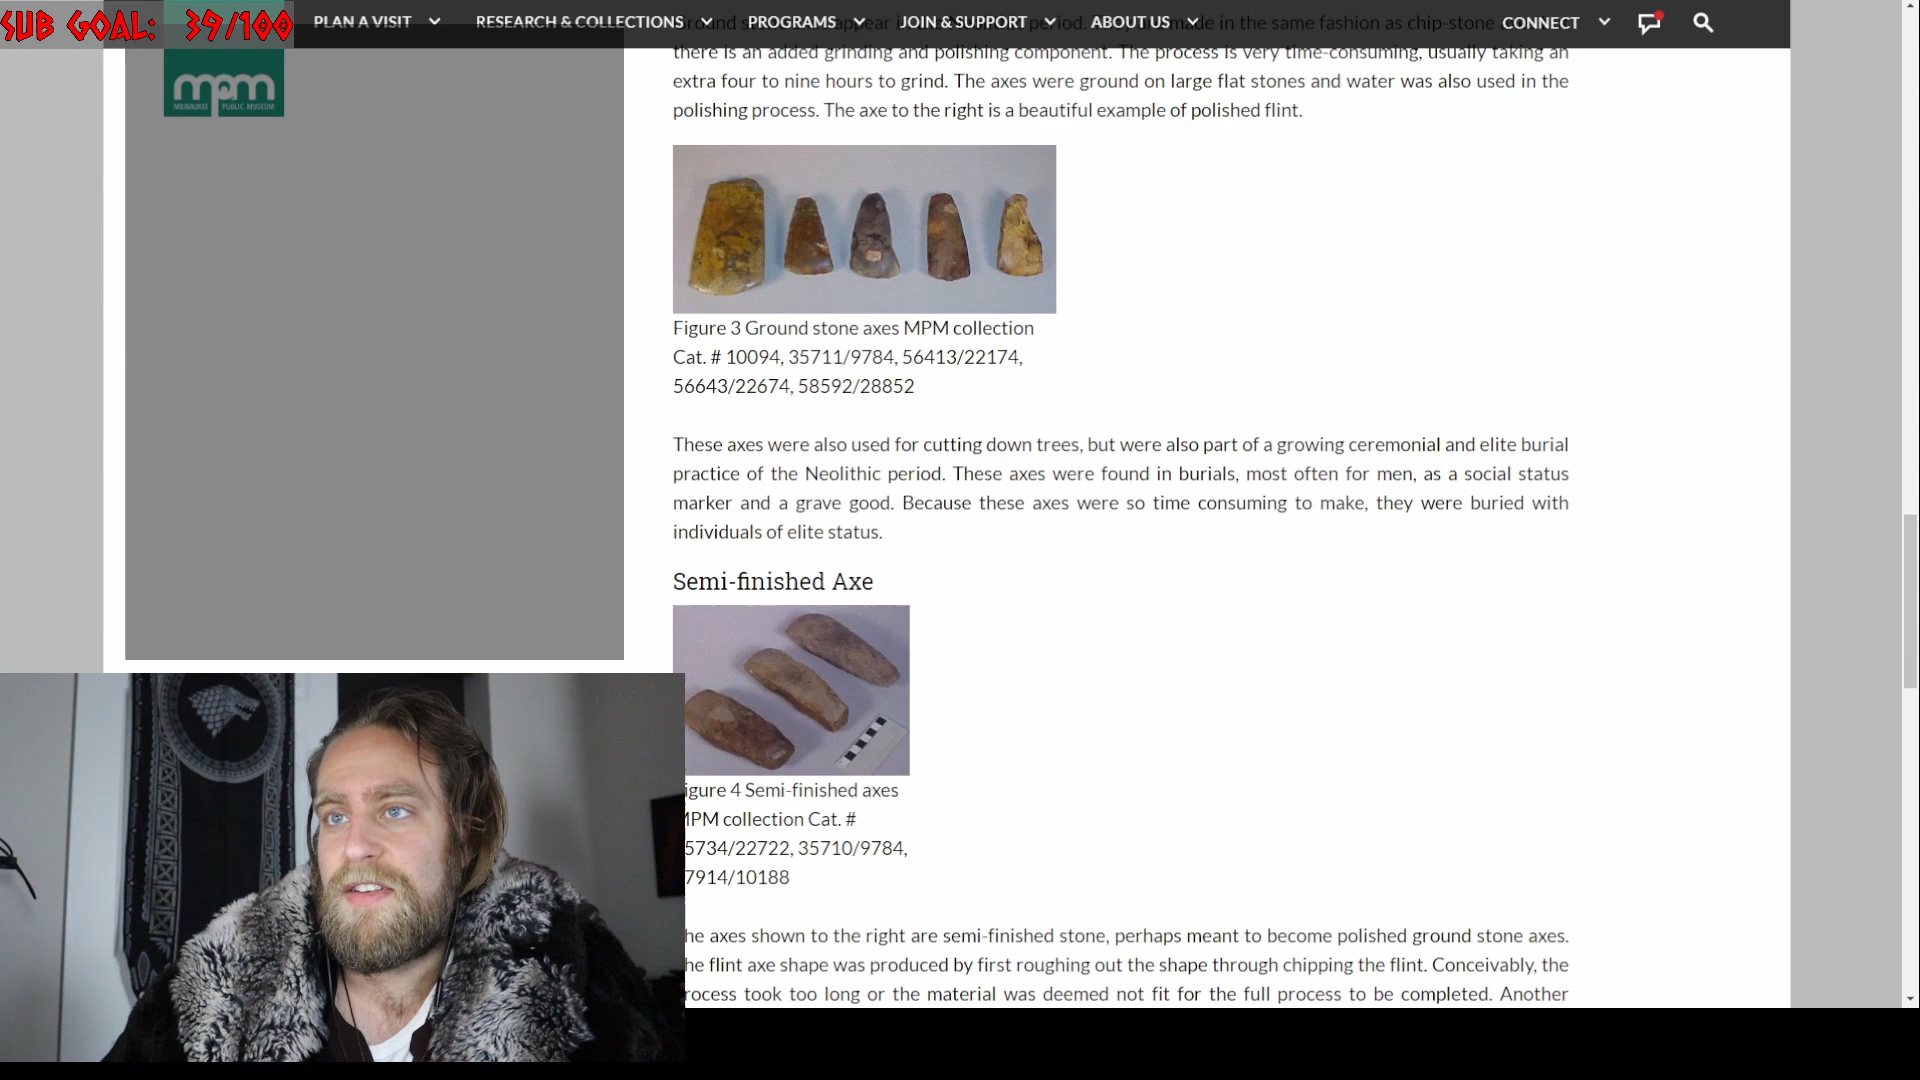 SUB GOAL: 39/100
PLAN A VISIT
RESEARCH & COLLECTIONS
PROGRAMS
JOIN & SUPPORT
ABOUT US
CONNECT
mpm
MILWAUKEE PUBLIC MUSEUM
appear period. made in the same fashion as chip-stone
there is an added grinding and polishing component. The process is very time-consuming, usually taking an
extra four to nine hours to grind. The axes were ground on large flat stones and water was also used in the
polishing process. The axe to the right is a beautiful example of polished flint.
Figure 3 Ground stone axes MPM collection
Cat. # 10094, 35711/9784, 56413/22174,
56643/22674, 58592/28852
These axes were also used for cutting down trees, but were also part of a growing ceremonial and elite burial
practice of the Neolithic period. These axes were found in burials, most often for men, as a social status
marker and a grave good. Because these axes were so time consuming to make, they were buried with
individuals of elite status.
Semi-finished Axe
igure 4 Semi-finished axes
MPM collection Cat. #
5734/22722, 35710/9784,
7914/10188
he axes shown to the right are semi-finished stone, perhaps meant to become polished ground stone axes.
he flint axe shape was produced by first roughing out the shape through chipping the flint. Conceivably, the
rocess took too long or the material was deemed not fit for the full process to be completed. Another